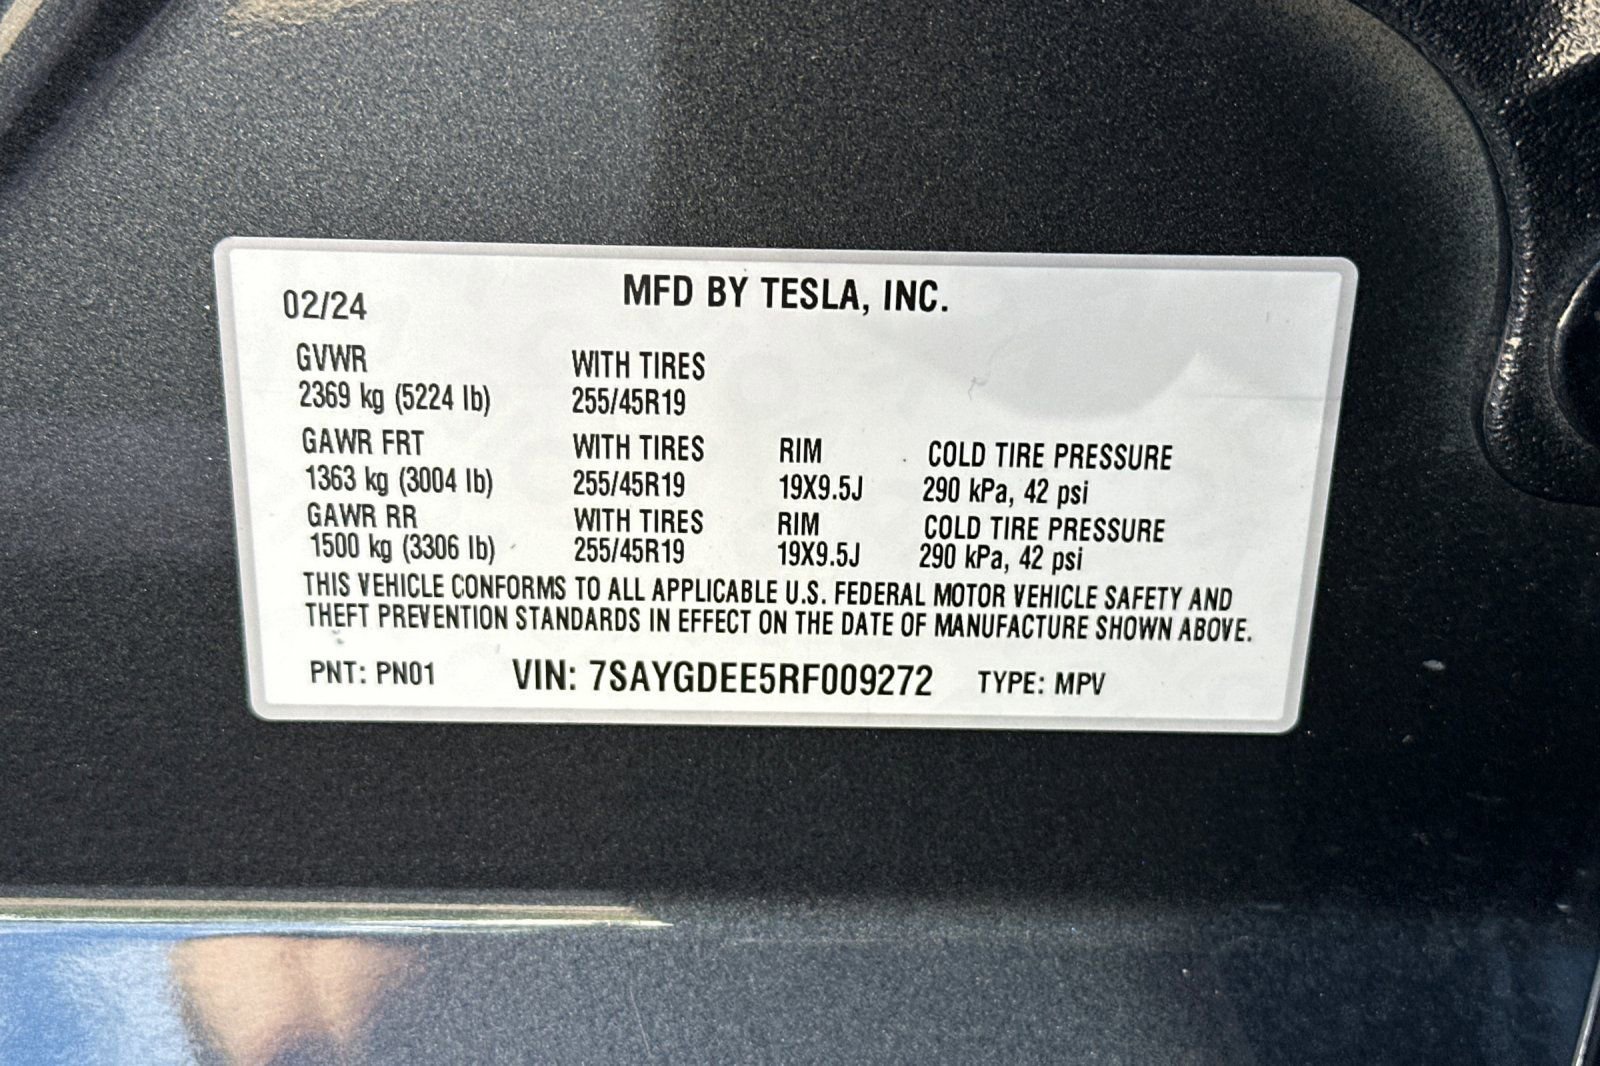 02/24 MFD BY TESLA, INC.
GVWR WITH TIRES
2369 kg (5224 lb) 255/45R19
GAWR FRT WITH TIRES RIM COLD TIRE PRESSURE
1363 kg (3004 lb) 255/45R19 19X9.5J 290 kPa, 42 psi
GAWR RR WITH TIRES RIM COLD TIRE PRESSURE
1500 kg (3306 lb) 255/45R19 19X9.5J 290 kPa, 42 psi
THIS VEHICLE CONFORMS TO ALL APPLICABLE U.S. FEDERAL MOTOR VEHICLE SAFETY AND
THEFT PREVENTION STANDARDS IN EFFECT ON THE DATE OF MANUFACTURE SHOWN ABOVE.
PNT: PN01 VIN: 7SAYGDEE5RF009272 TYPE: MPV